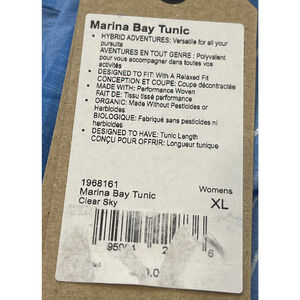 Marina Bay Tunic
• HYBRID ADVENTURES: Versatile for all your
pursuits
AVENTURES EN TOUT GENRE : Polyvalent
pour vous accompagner dans toutes vos
activités
• DESIGNED TO FIT: With A Relaxed Fit
CONCEPTION ET COUPE: Coupe décontractée
• MADE WITH: Performance Woven
FAIT DE: Tissu tissé performance
• ORGANIC: Made Without Pesticides or
Herbicides
BIOLOGIQUE: Fabriqué sans pesticides ni
herbicides
• DESIGNED TO HAVE: Tunic Length
CONÇU POUR OFFRIR: Longueur tunique
1968161
Marina Bay Tunic
Clear Sky
Womens
XL